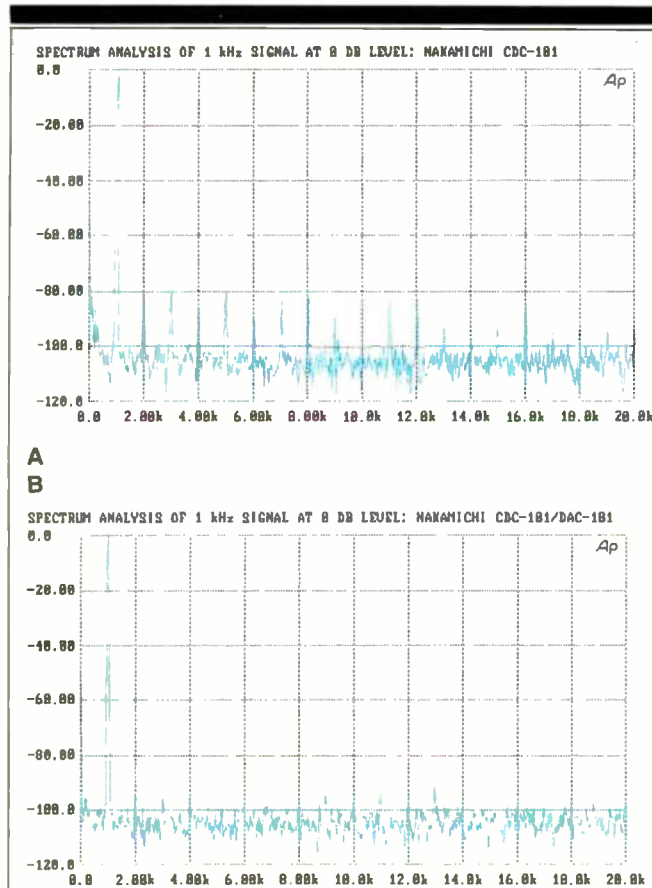 SPECTRUM ANALYSIS OF 1 kHz SIGNAL AT 0 DB LEVEL: NAKAMICHI CDC-101
0.0
Ap
-20.00
-40.00
-60.00
-80.00
-100.0
-120.0
0.0 2.00k 4.00k 6.00k 8.00k 10.0k 12.0k 14.0k 16.0k 18.0k 20.0k
A
B
SPECTRUM ANALYSIS OF 1 kHz SIGNAL AT 0 DB LEVEL: NAKAMICHI CDC-101/DAC-101
0.0
Ap
-20.00
-40.00
-60.00
-80.00
-100.0
-120.0
0.0 2.00k 4.00k 6.00k 8.00k 10.0k 12.0k 14.0k 16.0k 18.0k 20.0k